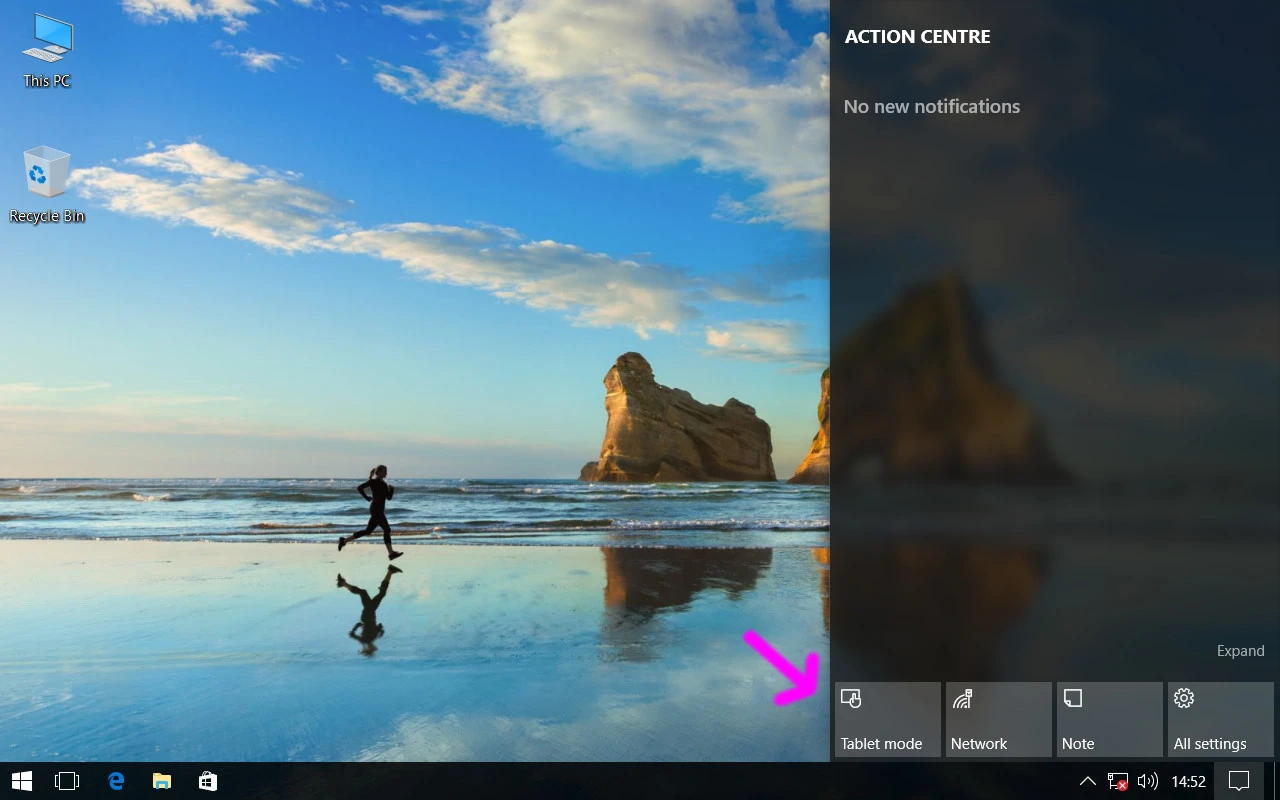 This PC
Recycle Bin
ACTION CENTRE
No new notifications
Expand
Tablet mode
Network
Note
All settings
14:52